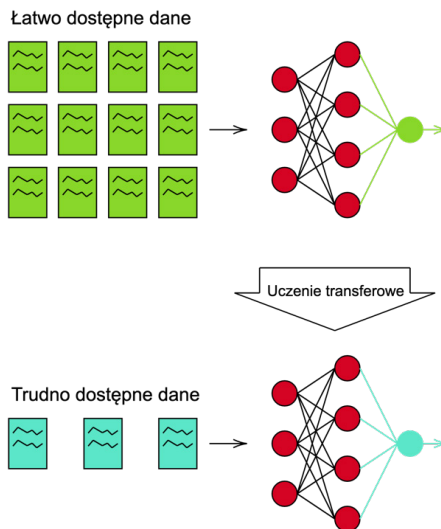 Łatwo dostępne dane
Uczenie transferowe
Trudno dostępne dane